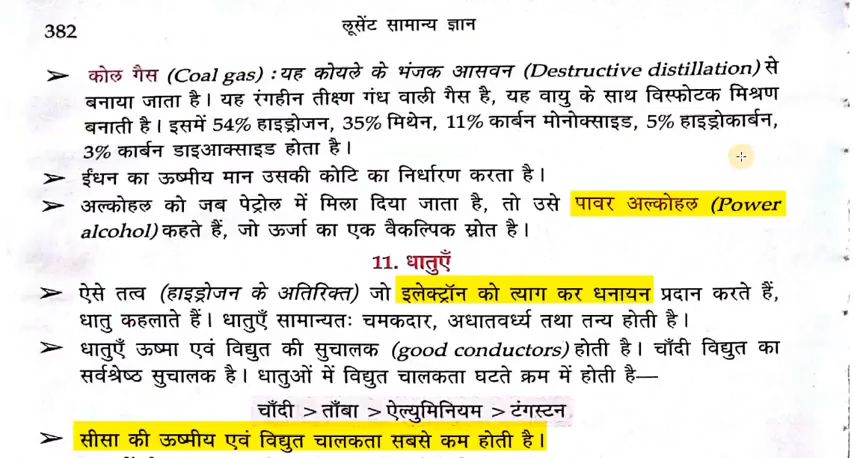 382
लूसेंट सामान्य ज्ञान
➢ कोल गैस (Coal gas) : यह कोयले के भंजक आसवन (Destructive distillation) से
बनाया जाता है। यह रंगहीन तीक्ष्ण गंध वाली गैस है, यह वायु के साथ विस्फोटक मिश्रण
बनाती है। इसमें 54% हाइड्रोजन, 35% मिथेन, 11% कार्बन मोनोक्साइड, 5% हाइड्रोकार्बन,
3% कार्बन डाइआक्साइड होता है।
➢ ईंधन का ऊष्मीय मान उसकी कोटि का निर्धारण करता है।
➢ अल्कोहल को जब पेट्रोल में मिला दिया जाता है, तो उसे पावर अल्कोहल (Power
alcohol) कहते हैं, जो ऊर्जा का एक वैकल्पिक स्रोत है।
11. धातुएँ
➢ ऐसे तत्व (हाइड्रोजन के अतिरिक्त) जो इलेक्ट्रॉन को त्याग कर धनायन प्रदान करते हैं,
धातु कहलाते हैं। धातुएँ सामान्यतः चमकदार, अधातवर्ध्य तथा तन्य होती है।
➢ धातुएँ ऊष्मा एवं विद्युत की सुचालक (good conductors) होती है। चाँदी विद्युत का
सर्वश्रेष्ठ सुचालक है। धातुओं में विद्युत चालकता घटते क्रम में होती है—
चाँदी > ताँबा > ऐल्युमिनियम > टंगस्टन
➢ सीसा की ऊष्मीय एवं विद्युत चालकता सबसे कम होती है।